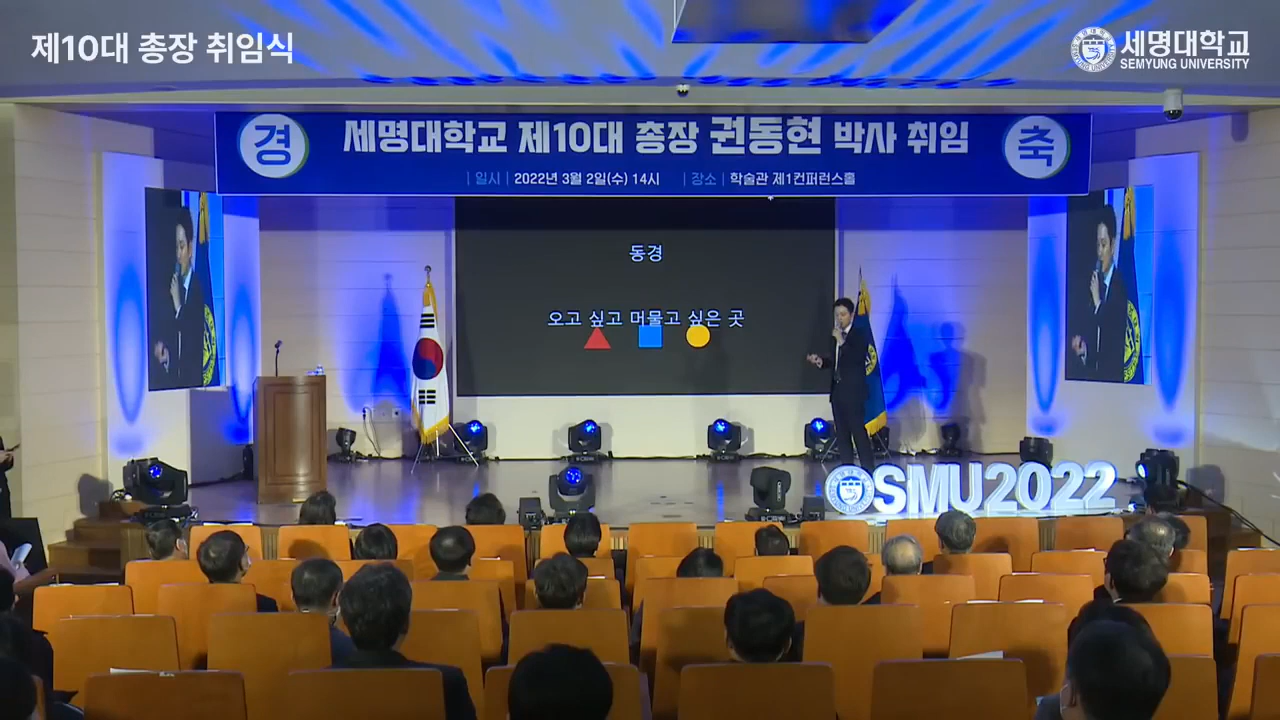 제10대 총장 취임식
세명대학교
SEMYUNG UNIVERSITY
경
세명대학교 제10대 총장 권동현 박사 취임
축
| 일시 | 2022년 3월 2일(수) 14시 | 장소 | 학술관 제1컨퍼런스홀
동경
오고 싶고 머물고 싶은 곳
SMU2022